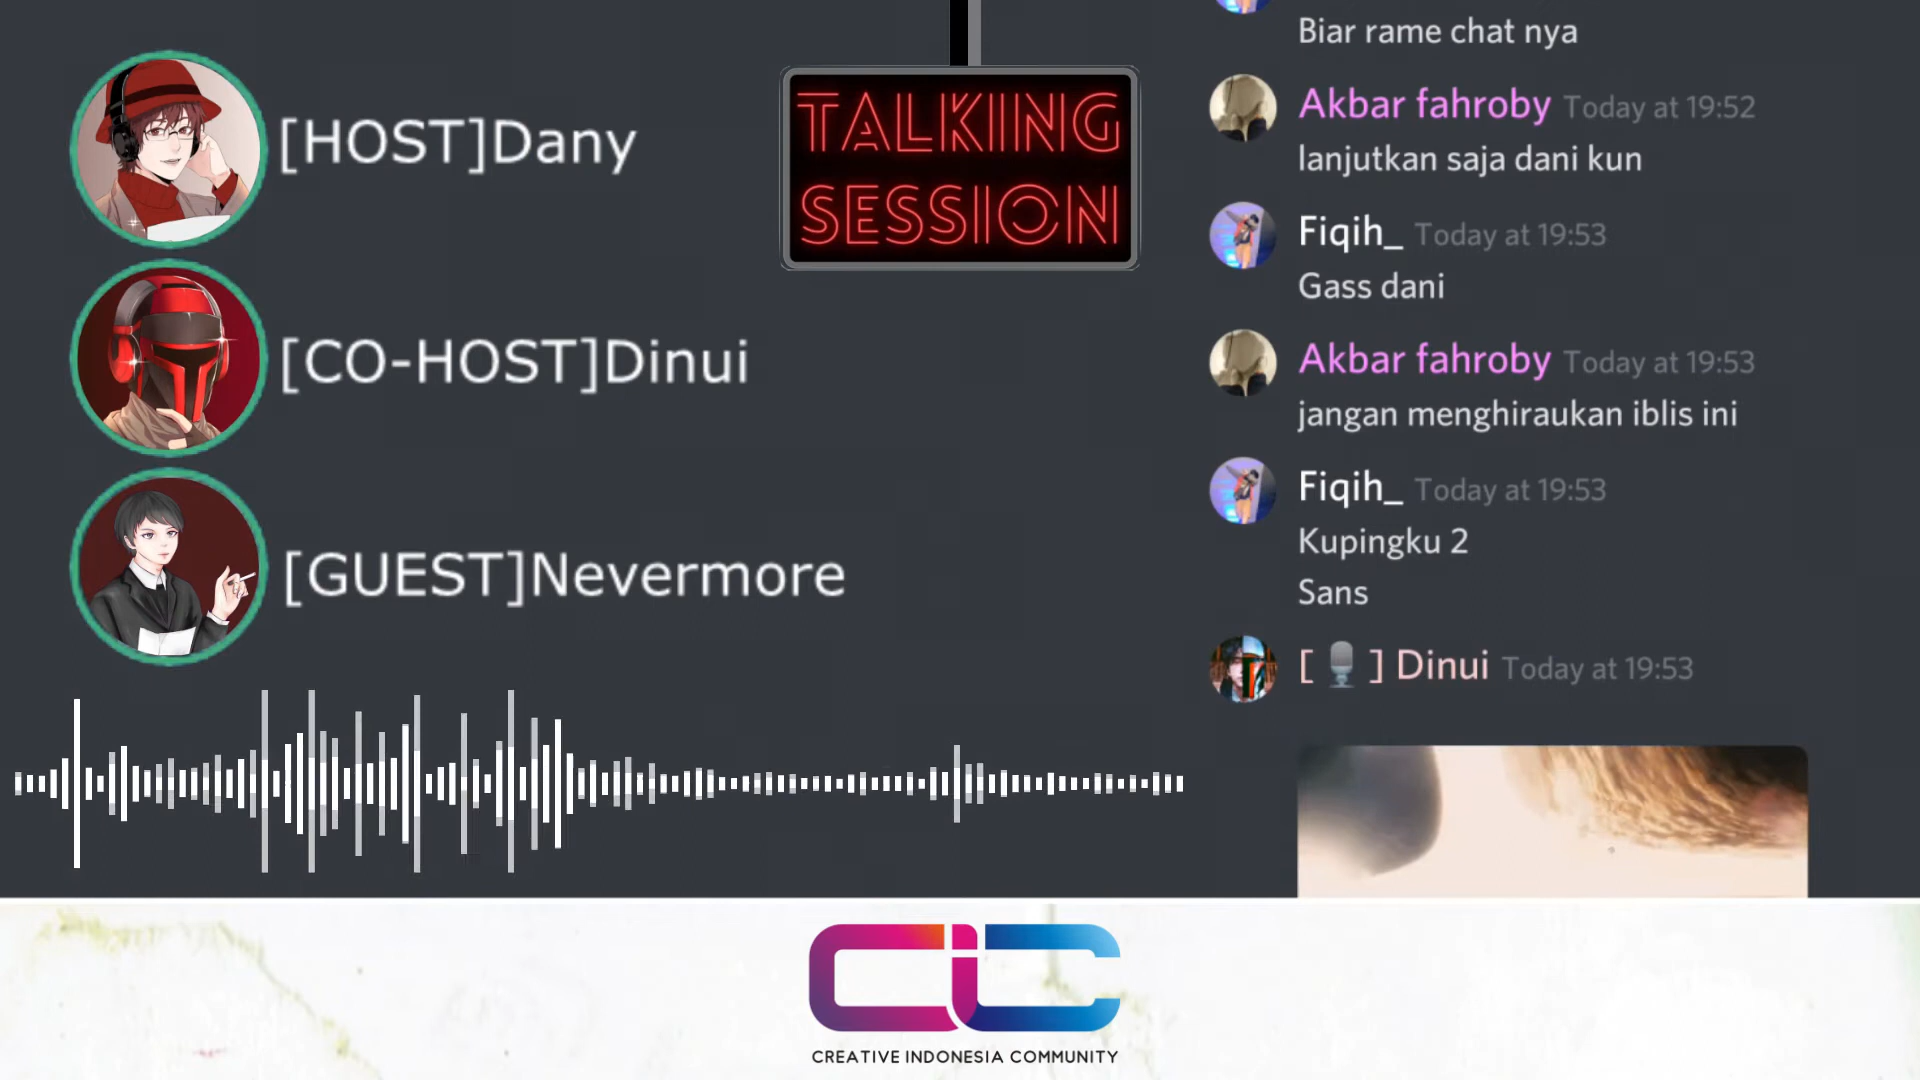 [HOST]Dany
[CO-HOST]Dinui
[GUEST]Nevermore
TALKING
SESSION
Biar rame chat nya
Akbar fahroby Today at 19:52
lanjutkan saja dani kun
Fiqih_ Today at 19:53
Gass dani
Akbar fahroby Today at 19:53
jangan menghiraukan iblis ini
Fiqih_ Today at 19:53
Kupingku 2
Sans
[🎙️] Dinui Today at 19:53
CiC
CREATIVE INDONESIA COMMUNITY